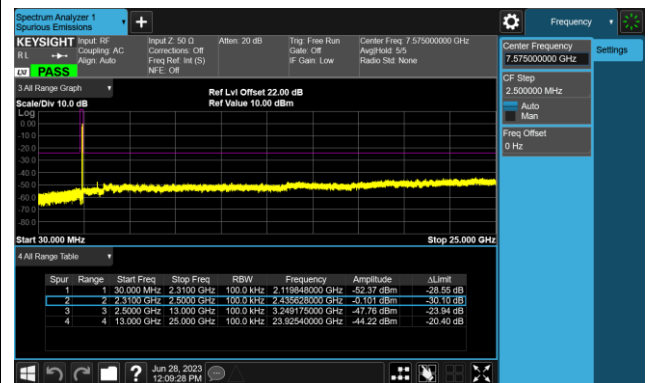 Spectrum Analyzer 1
Spurious Emissions
+
Frequency
KEYSIGHT
RL
Input: RF
Coupling: AC
Align: Auto
Input Z: 50 Ω
Corrections: Off
Freq Ref: Int (S)
NFE: Off
Atten: 20 dB
Trig: Free Run
Gate: Off
IF Gain: Low
Center Freq: 7.575000000 GHz
Avg|Hold: 5/5
Radio Std: None
LXI PASS
Center Frequency
7.575000000 GHz
Settings
CF Step
2.500000 MHz
Auto
Man
Freq Offset
0 Hz
3 All Range Graph
Scale/Div 10.0 dB
Ref Lvl Offset 22.00 dB
Ref Value 10.00 dBm
Log
0.00
-10.0
-20.0
-30.0
-40.0
-50.0
-60.0
-70.0
-80.0
Start 30.000 MHz
Stop 25.000 GHz
4 All Range Table
Spur Range Start Freq Stop Freq RBW Frequency Amplitude ΔLimit
1 1 30.000 MHz 2.3100 GHz 100.0 kHz 2.119848000 GHz -52.37 dBm -28.55 dB
2 2 2.3100 GHz 2.5000 GHz 100.0 kHz 2.435628000 GHz -0.101 dBm -30.10 dB
3 3 2.5000 GHz 13.000 GHz 100.0 kHz 3.249175000 GHz -47.76 dBm -23.94 dB
4 4 13.000 GHz 25.000 GHz 100.0 kHz 23.92540000 GHz -44.22 dBm -20.40 dB
?
Jun 28, 2023
12:09:28 PM